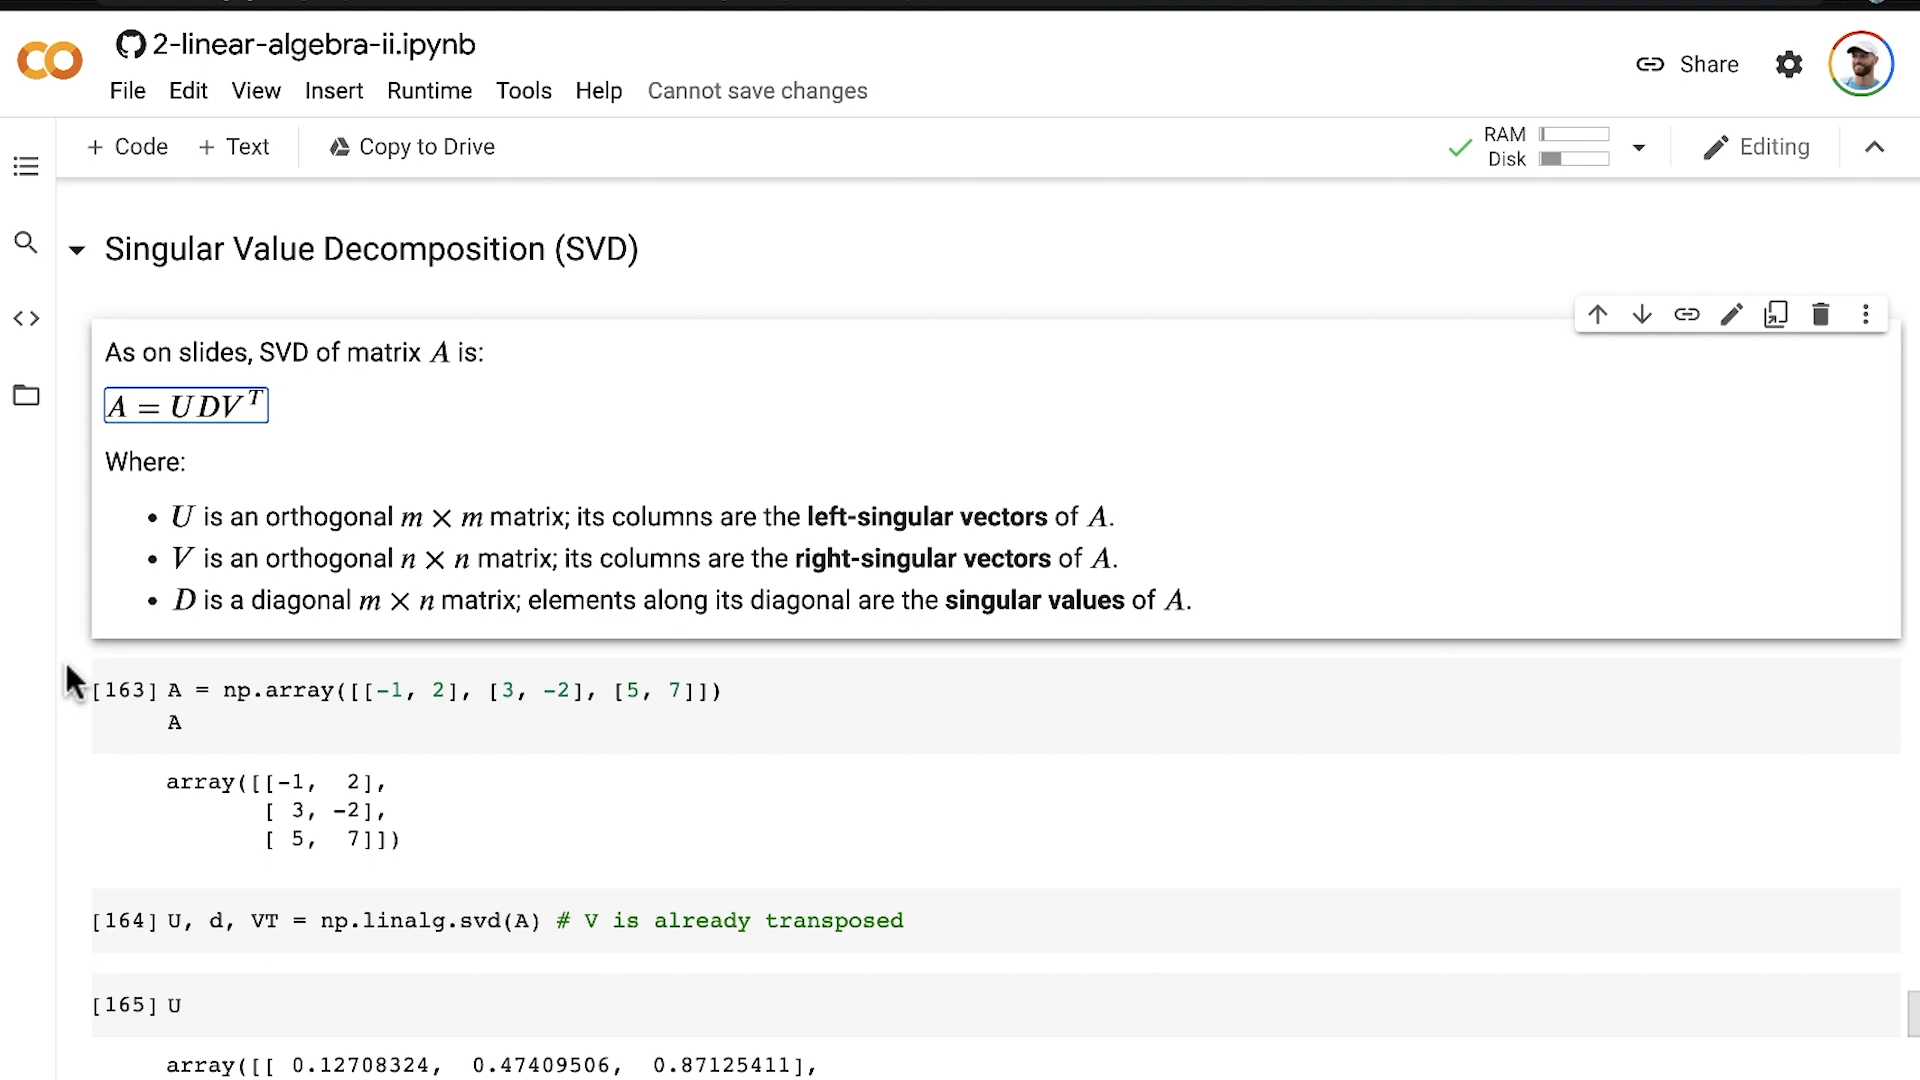 2-linear-algebra-ii.ipynb
Share
File Edit View Insert Runtime Tools Help Cannot save changes
+ Code + Text Copy to Drive
RAM
Disk
Editing
Singular Value Decomposition (SVD)
As on slides, SVD of matrix A is:
A = UDV^T
Where:
• U is an orthogonal m × m matrix; its columns are the left-singular vectors of A.
• V is an orthogonal n × n matrix; its columns are the right-singular vectors of A.
• D is a diagonal m × n matrix; elements along its diagonal are the singular values of A.
[163] A = np.array([[-1, 2], [3, -2], [5, 7]])
A
array([[-1,  2],
[ 3, -2],
[ 5,  7]])
[164] U, d, VT = np.linalg.svd(A) # V is already transposed
[165] U
array([[ 0.12708324,  0.47409506,  0.87125411],